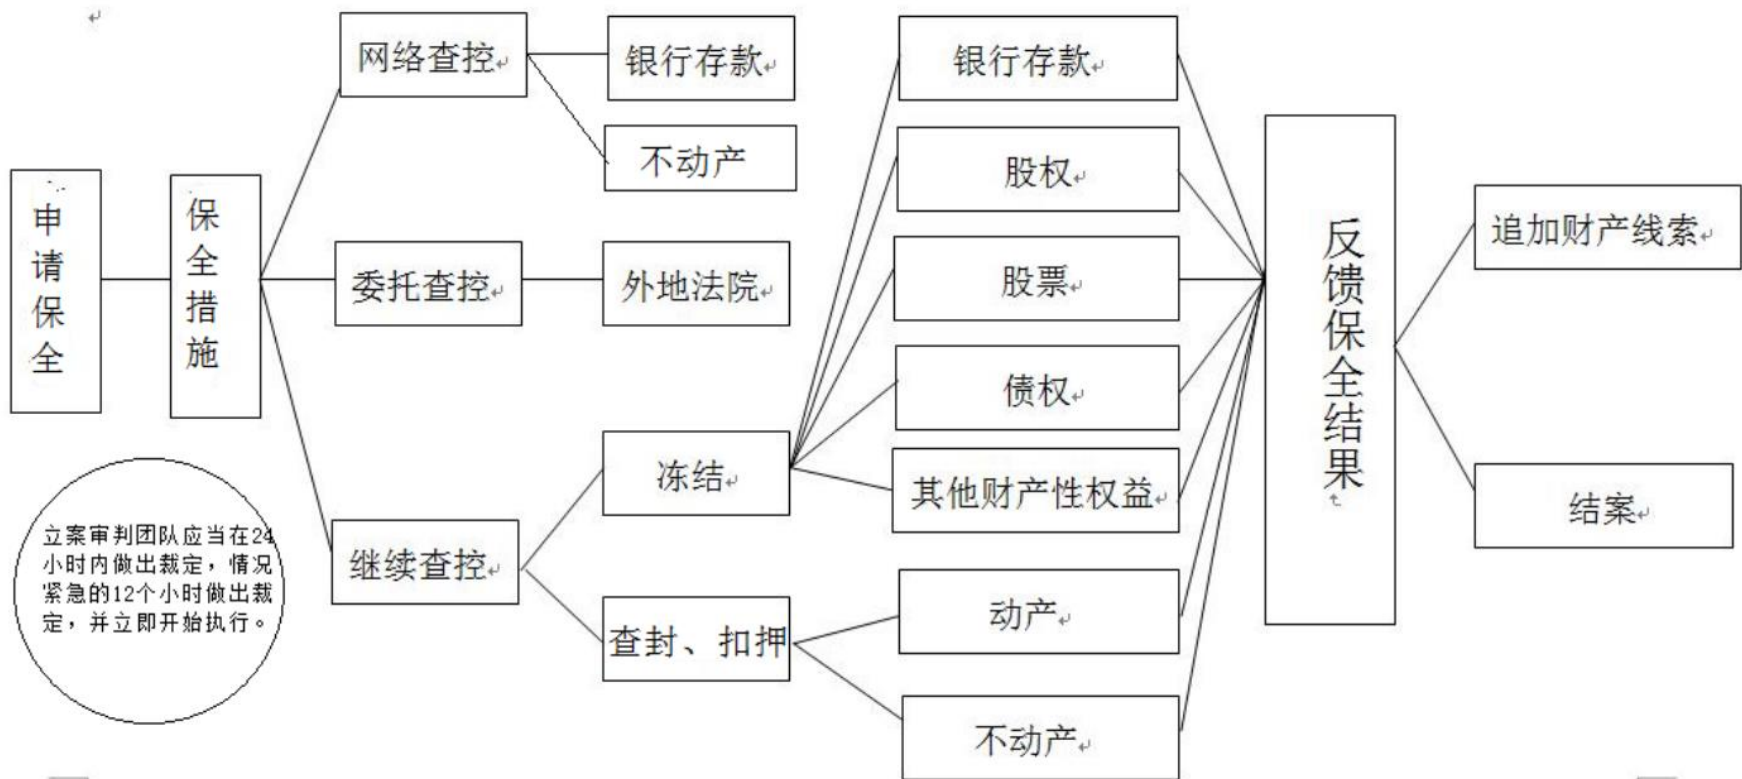 申请保全
保全措施
立案审判团队应当在24
小时内做出裁定，情况
紧急的12个小时做出裁
定，并立即开始执行。
网络查控
委托查控
继续查控
银行存款
不动产
外地法院
冻结
查封、扣押
银行存款
股权
股票
债权
其他财产性权益
动产
不动产
反馈保全结果
追加财产线索
结案